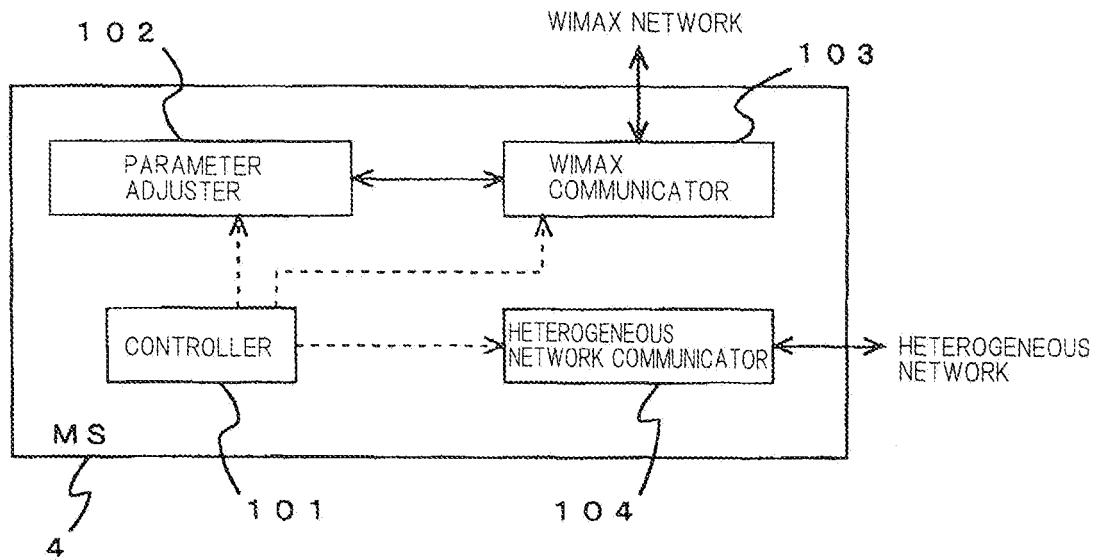 102
WIMAX NETWORK
103
PARAMETER
ADJUSTER
WIMAX
COMMUNICATOR
CONTROLLER
HETEROGENEOUS
NETWORK COMMUNICATOR
HETEROGENEOUS
NETWORK
MS
4
101
104